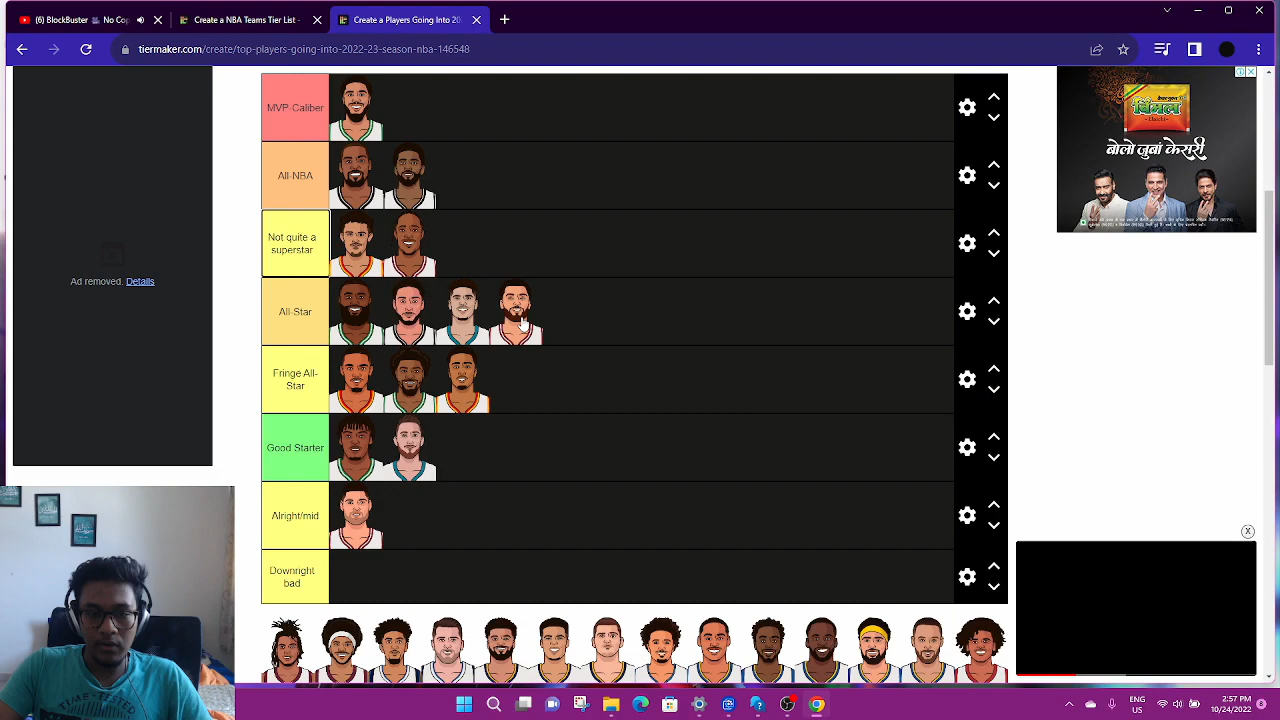 (6) BlockBuster 🎬 No Cop
Create a NBA Teams Tier List -
Create a Players Going Into 20
tiermaker.com/create/top-players-going-into-2022-23-season-nba-146548
Ad removed. Details
MVP-Caliber
All-NBA
Not quite a
superstar
All-Star
Fringe All-
Star
Good Starter
Alright/mid
Downright
bad
विमल
बोलो ज़ुबां केसरी
X
ENG
US
2:57 PM
10/24/2022